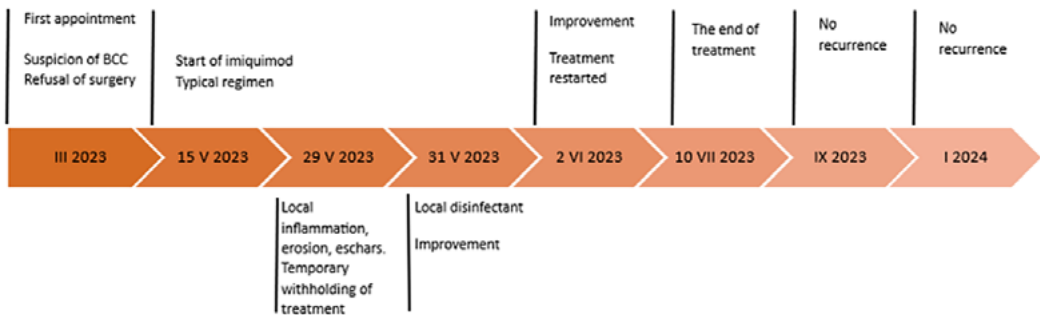 First appointment
Suspicion of BCC
Refusal of surgery
Start of imiquimod
Typical regimen
Improvement
Treatment
restarted
The end of
treatment
No
recurrence
No
recurrence
III 2023
15 V 2023
29 V 2023
31 V 2023
2 VI 2023
10 VII 2023
IX 2023
I 2024
Local
inflammation,
erosion, eschars.
Temporary
withholding of
treatment
Local disinfectant
Improvement